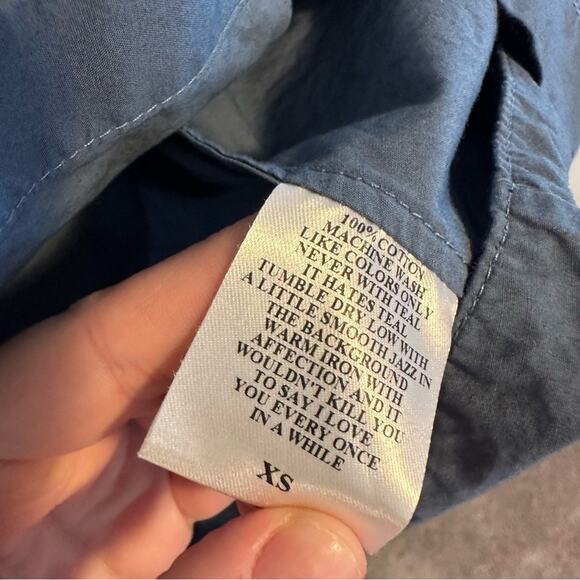 100% COTTON
MACHINE WASH
LIKE COLORS ONLY
NEVER WITH TEAL
IT HATES TEAL
TUMBLE DRY LOW WITH
A LITTLE SMOOTH JAZZ IN
THE BACKGROUND
WARM IRON WITH
AFFECTION AND IT
WOULDN'T KILL YOU
TO SAY I LOVE
YOU EVERY ONCE
IN A WHILE
XS